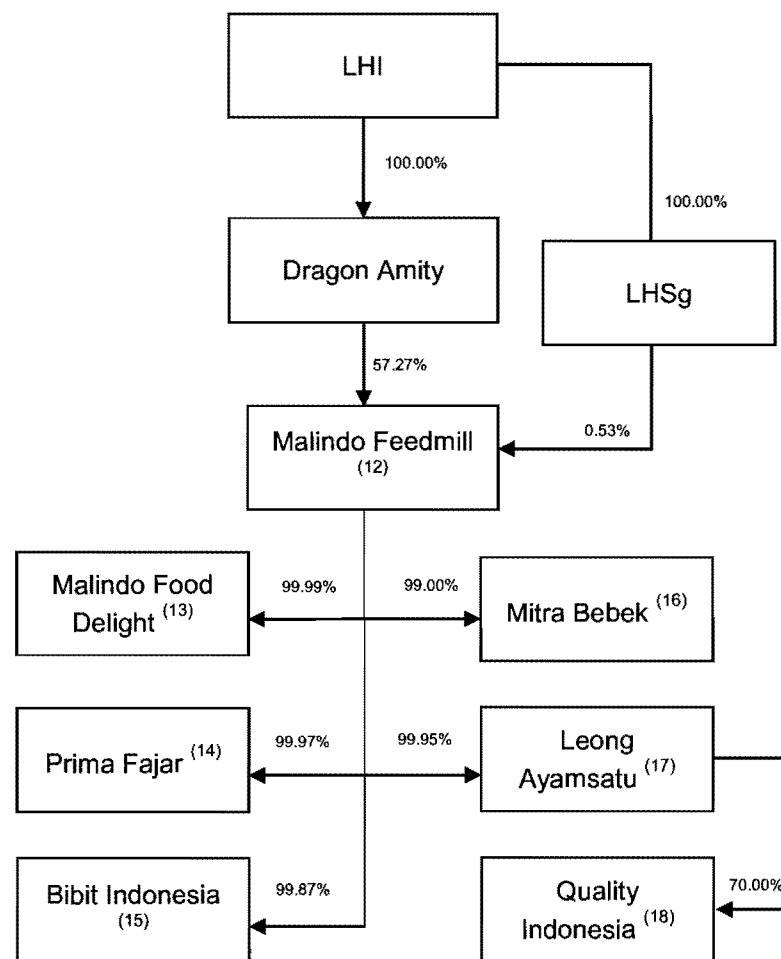 LHI
100.00%
100.00%
Dragon Amity
LHSg
57.27%
Malindo Feedmill
(12)
0.53%
Malindo Food
Delight (13)
99.99%
99.00%
Mitra Bebek (16)
Prima Fajar (14)
99.97%
99.95%
Leong
Ayamsatu (17)
Bibit Indonesia
(15)
99.87%
Quality
Indonesia (18)
70.00%